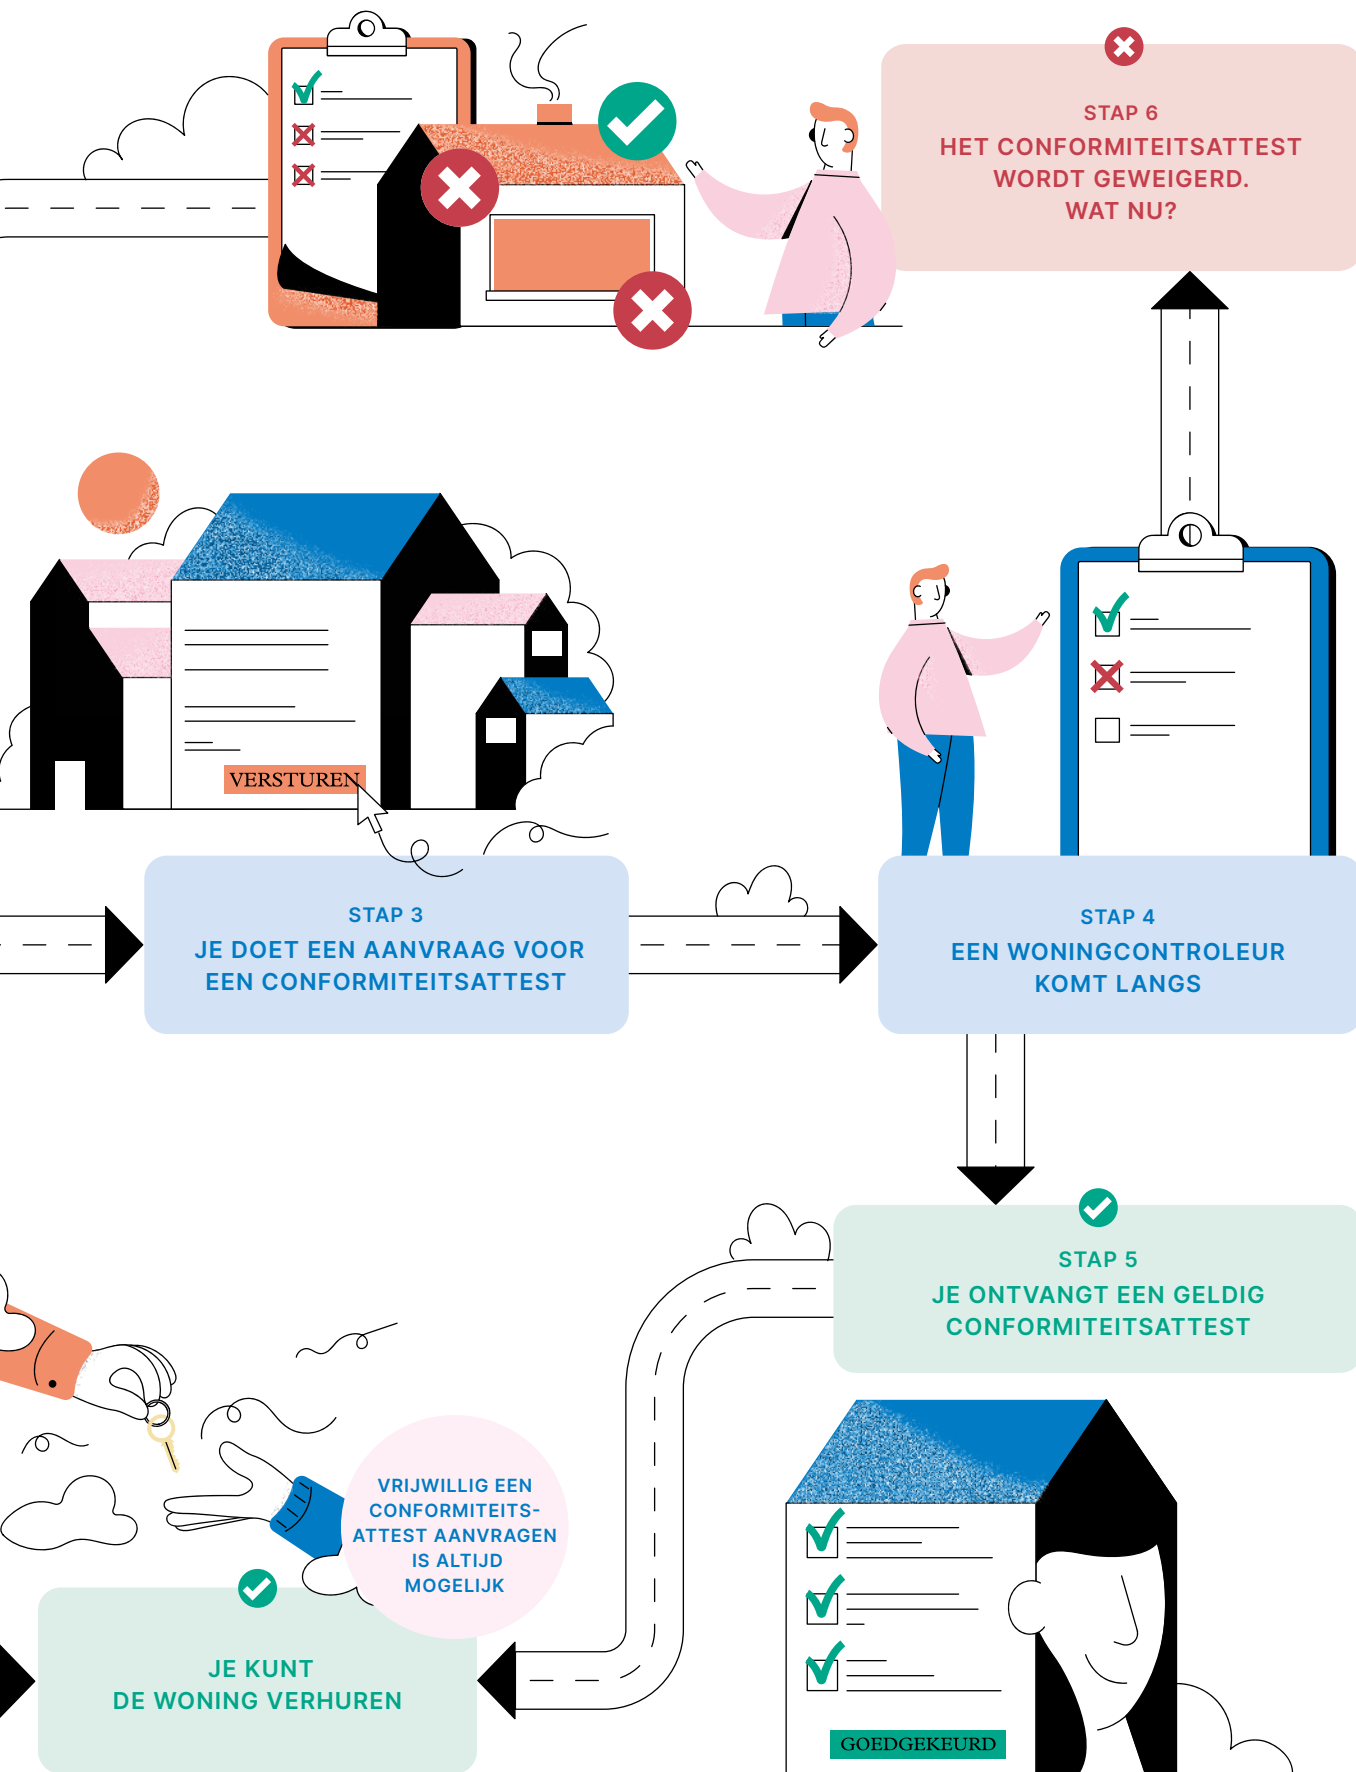 STAP 6
HET CONFORMITEITSATTEST
WORDT GEWEIGERD.
WAT NU?
VERSTUREN
STAP 3
JE DOET EEN AANVRAAG VOOR
EEN CONFORMITEITSATTEST
STAP 4
EEN WONINGCONTROLEUR
KOMT LANGS
STAP 5
JE ONTVANGT EEN GELDIG
CONFORMITEITSATTEST
VRIJWILLIG EEN
CONFORMITEITS-
ATTEST AANVRAGEN
IS ALTIJD
MOGELIJK
JE KUNT
DE WONING VERHUREN
GOEDGEKEURD